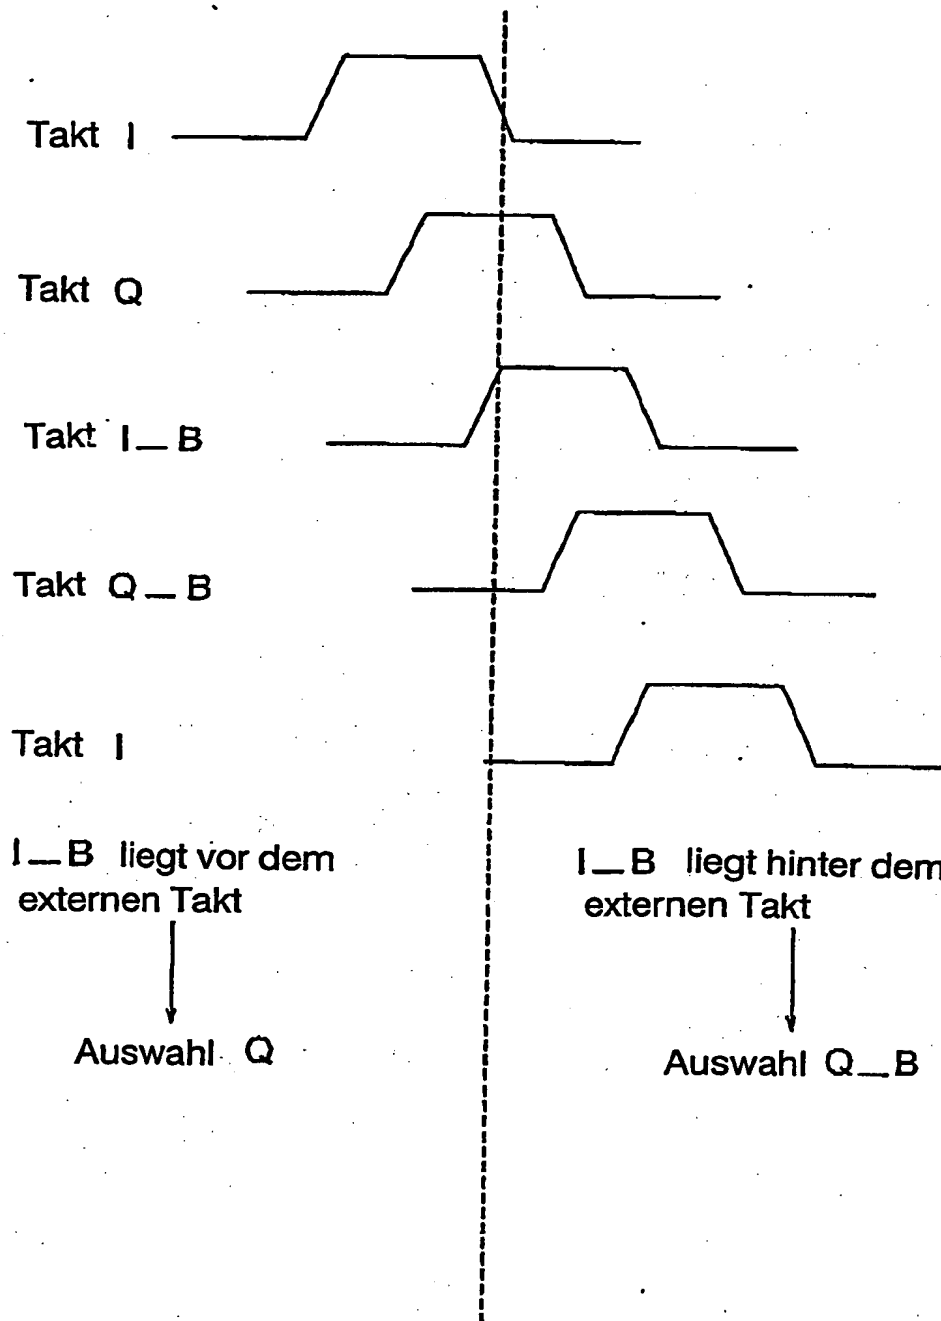 Takt I
Takt Q
Takt I_B
Takt Q_B
Takt I
I_B liegt vor dem
externen Takt
Auswahl Q
I_B liegt hinter dem
externen Takt
Auswahl Q_B